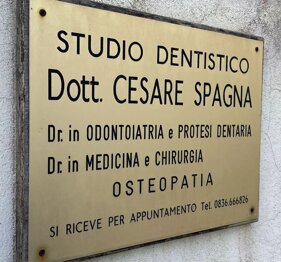 STUDIO DENTISTICO
Dott. CESARE SPAGNA
Dr. in ODONTOIATRIA e PROTESI DENTARIA
Dr. in MEDICINA e CHIRURGIA
OSTEOPATIA
SI RICEVE PER APPUNTAMENTO Tel. 0836.666826